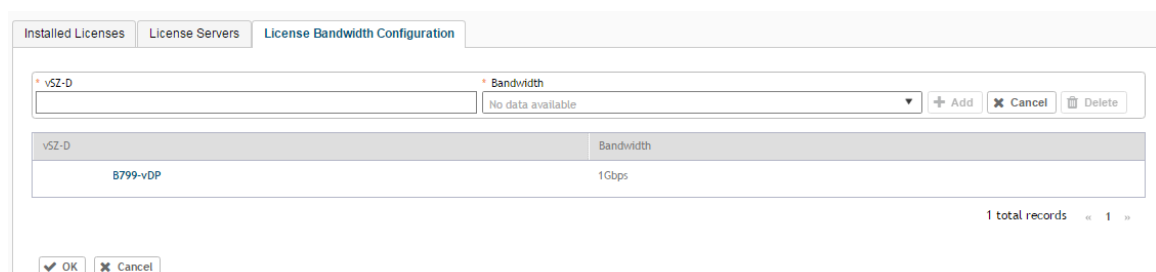 Installed Licenses License Servers License Bandwidth Configuration
* vSZ-D * Bandwidth
No data available + Add Cancel Delete
vSZ-D Bandwidth
B799-vDP 1Gbps
1 total records « 1 »
OK Cancel